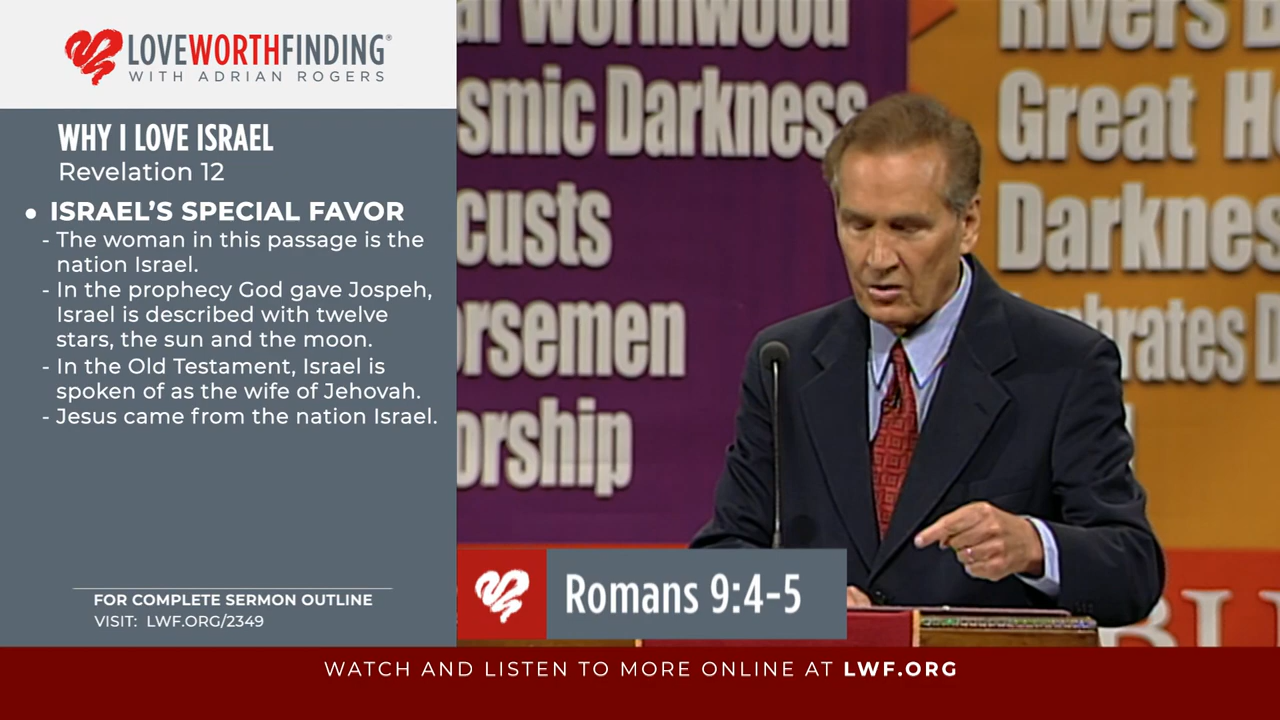 LOVEWORTHFINDING®
WITH ADRIAN ROGERS
WHY I LOVE ISRAEL
Revelation 12
• ISRAEL'S SPECIAL FAVOR
- The woman in this passage is the
nation Israel.
- In the prophecy God gave Jospeh,
Israel is described with twelve
stars, the sun and the moon.
- In the Old Testament, Israel is
spoken of as the wife of Jehovah.
- Jesus came from the nation Israel.
FOR COMPLETE SERMON OUTLINE
VISIT: LWF.ORG/2349
ar Wormwood
smic Darkness
custs
orsemen
orship
Rivers B
Great H
Darknes
phrates D
Romans 9:4-5
WATCH AND LISTEN TO MORE ONLINE AT LWF.ORG